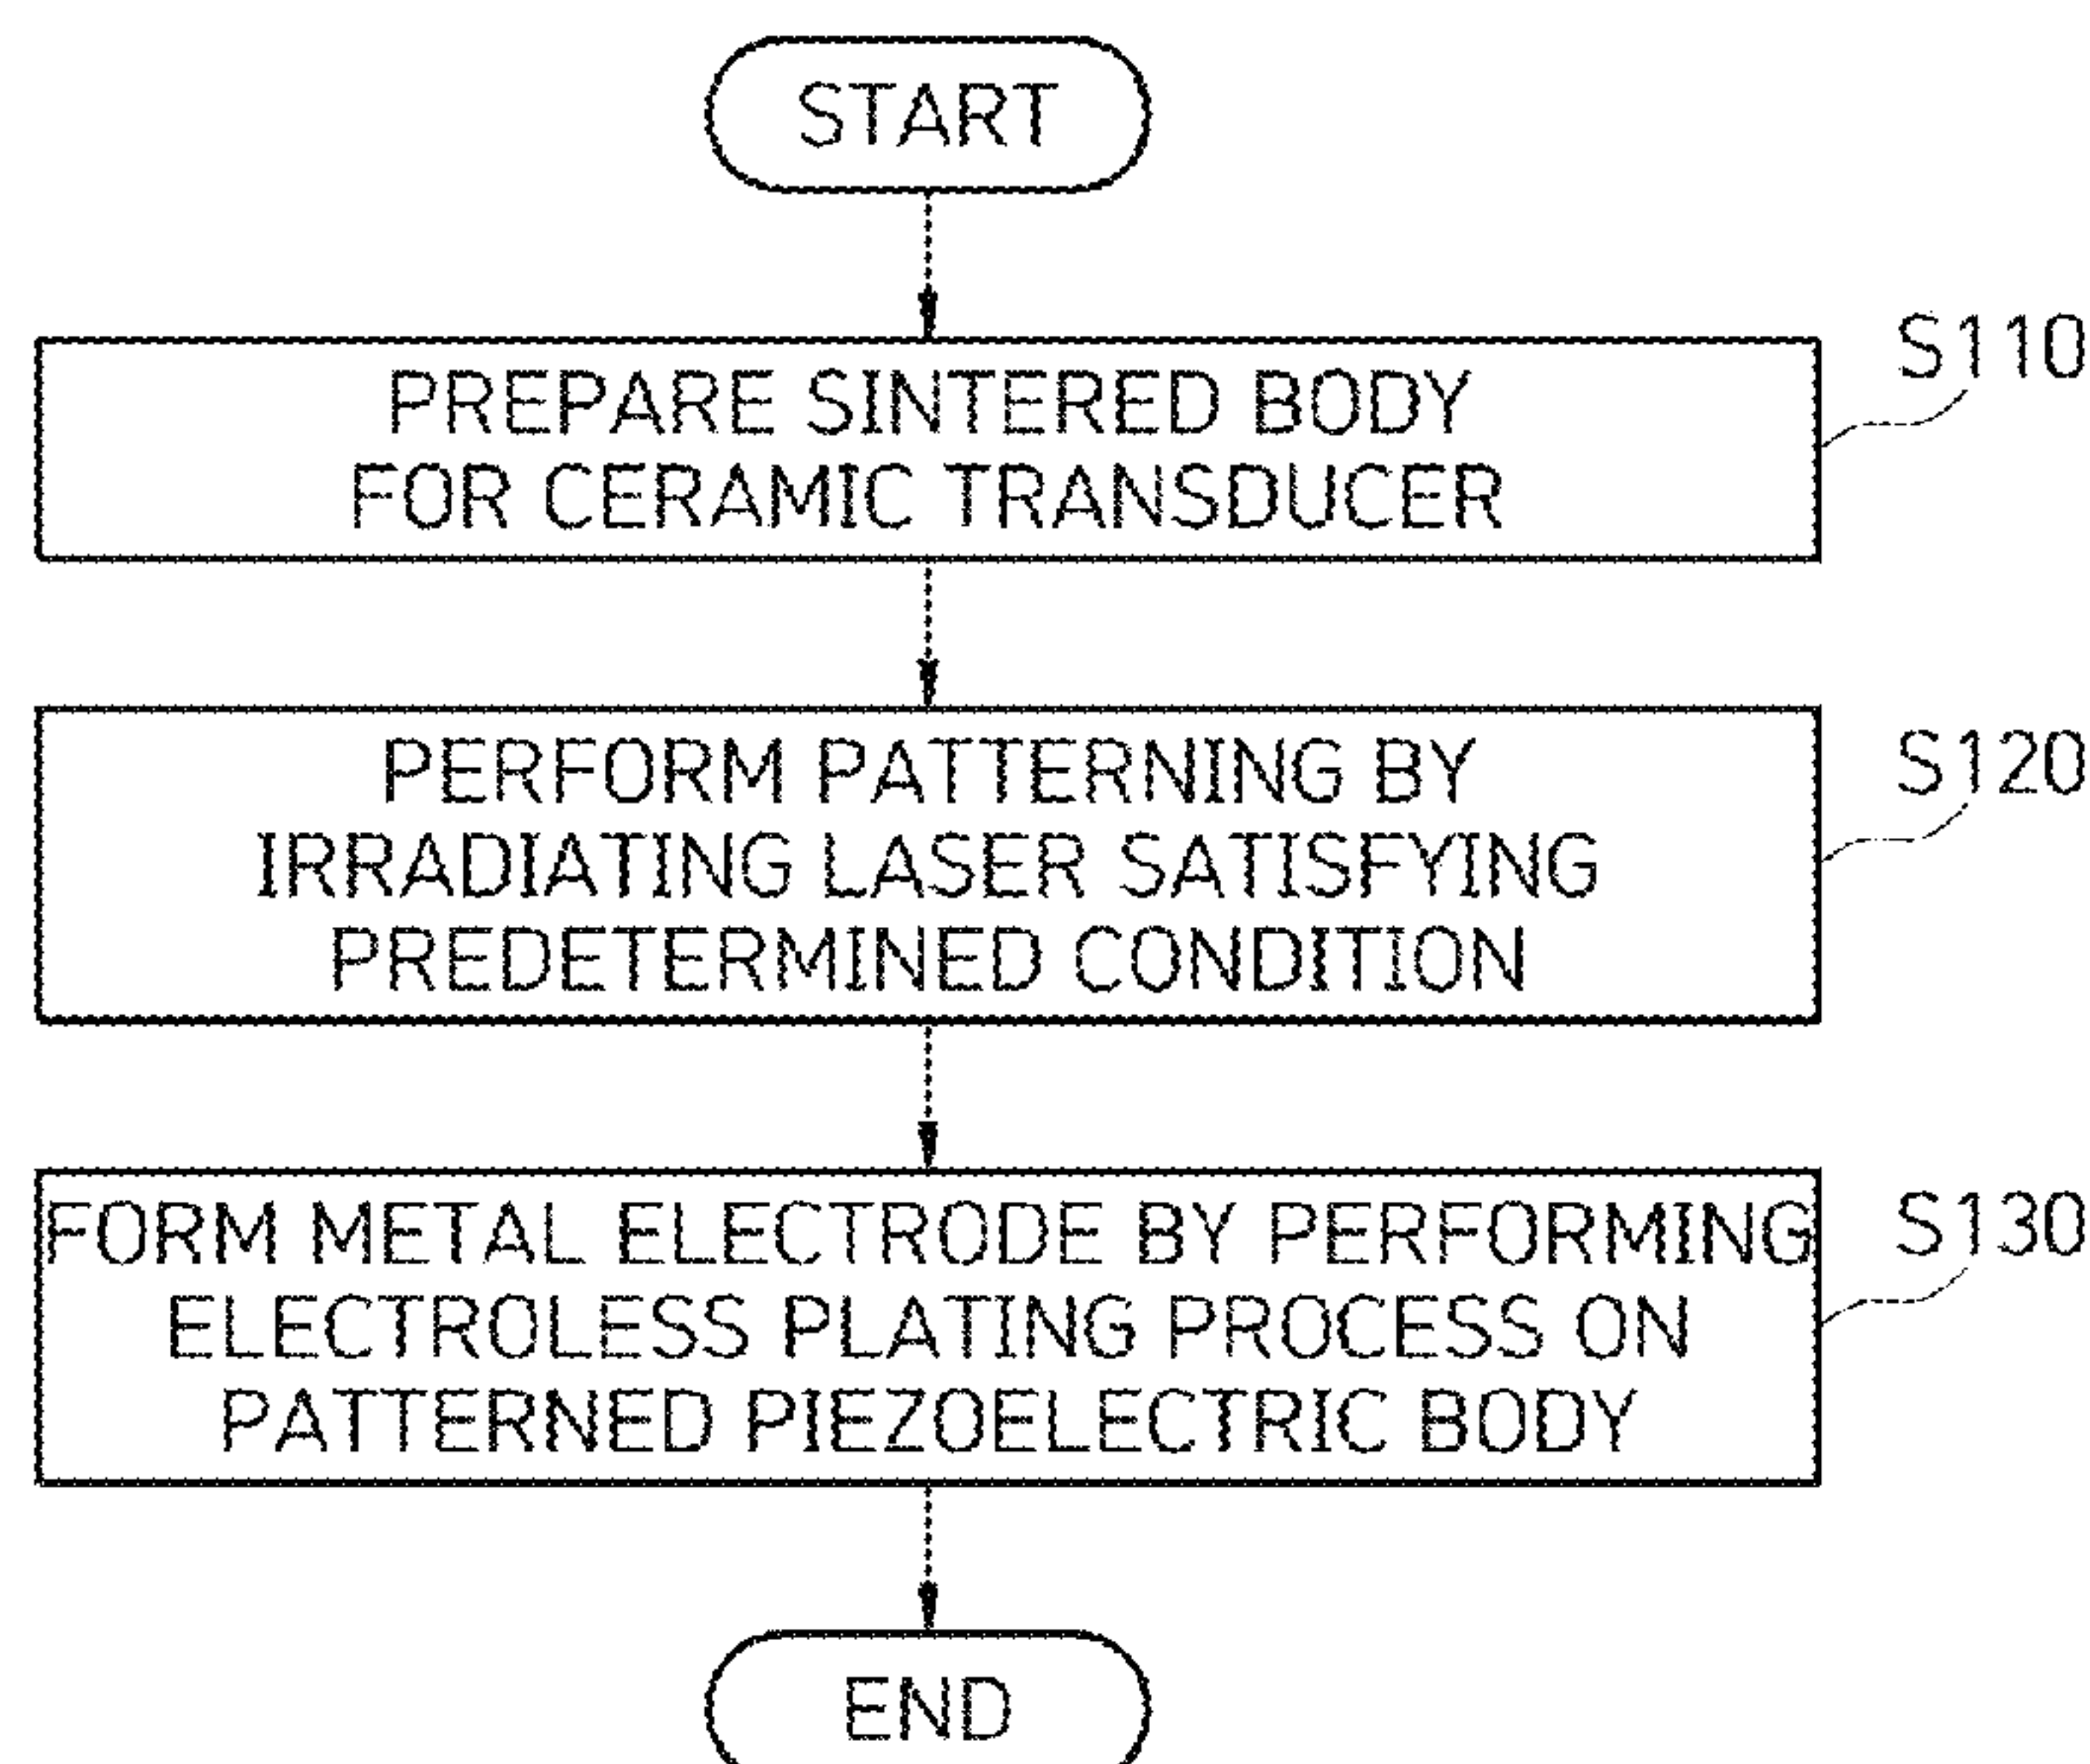 START
S110
PREPARE SINTERED BODY
FOR CERAMIC TRANSDUCER
S120
PERFORM PATTERNING BY
IRRADIATING LASER SATISFYING
PREDETERMINED CONDITION
S130
FORM METAL ELECTRODE BY PERFORMING
ELECTROLESS PLATING PROCESS ON
PATTERNED PIEZOELECTRIC BODY
END